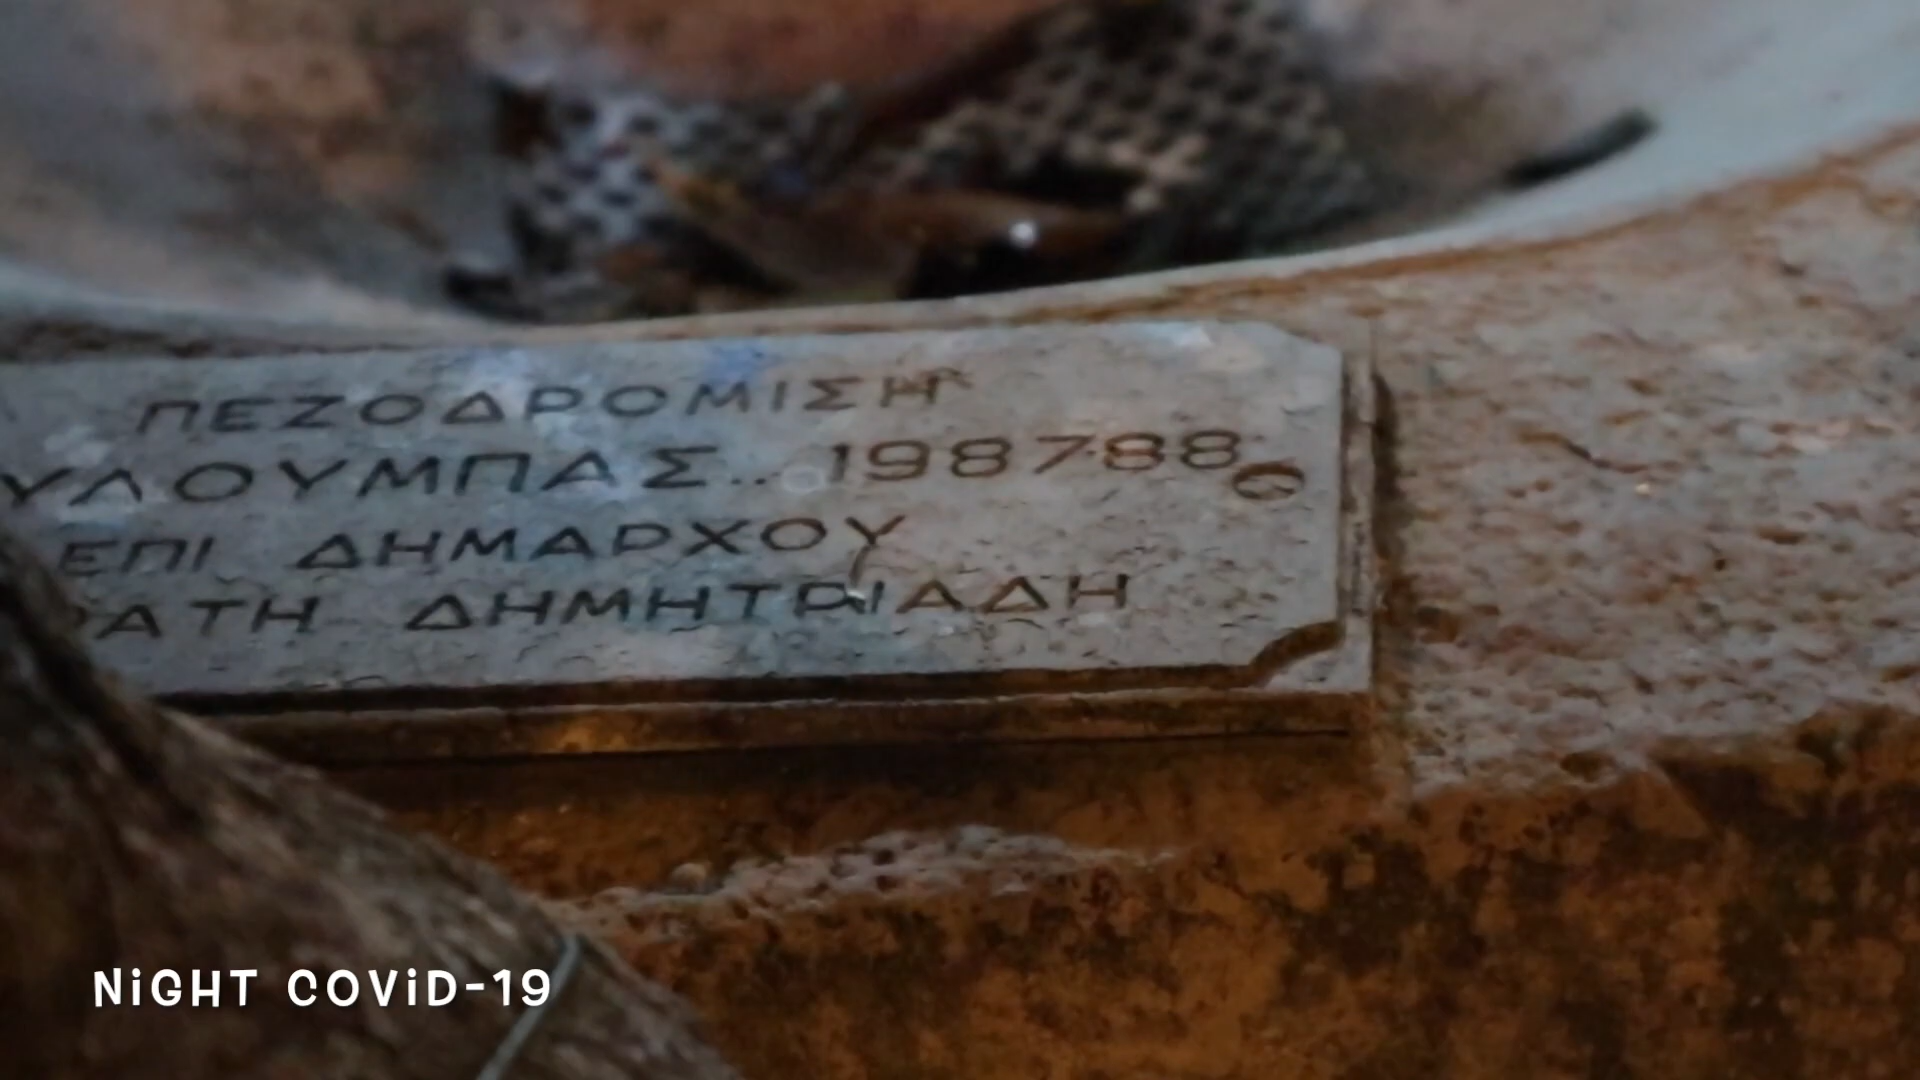 ΠΕΖΟΔΡΟΜΙΣΗ
ΥΛΟΥΜΠΑΣ.. 1987-88
ΕΠΙ ΔΗΜΑΡΧΟΥ
ΡΑΤΗ ΔΗΜΗΤΡΙΑΔΗ
NiGHT COViD-19